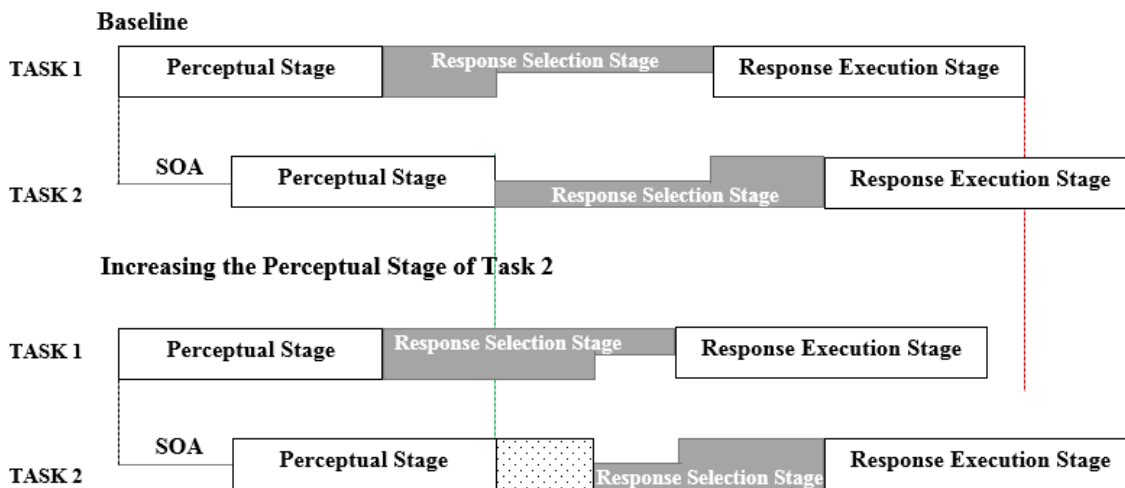 Baseline
TASK 1 Perceptual Stage Response Selection Stage Response Execution Stage
SOA
TASK 2 Perceptual Stage Response Selection Stage Response Execution Stage
Increasing the Perceptual Stage of Task 2
TASK 1 Perceptual Stage Response Selection Stage Response Execution Stage
SOA
TASK 2 Perceptual Stage Response Selection Stage Response Execution Stage